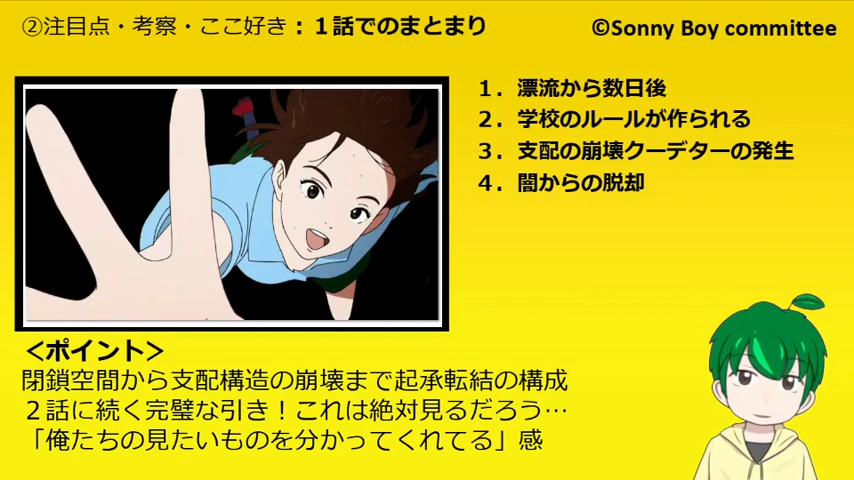 ②注目点・考察・ここ好き：１話でのまとまり
©Sonny Boy committee
１．漂流から数日後
２．学校のルールが作られる
３．支配の崩壊クーデターの発生
４．闇からの脱却
＜ポイント＞
閉鎖空間から支配構造の崩壊まで起承転結の構成
２話に続く完璧な引き！これは絶対見るだろう…
「俺たちの見たいものを分かってくれてる」感